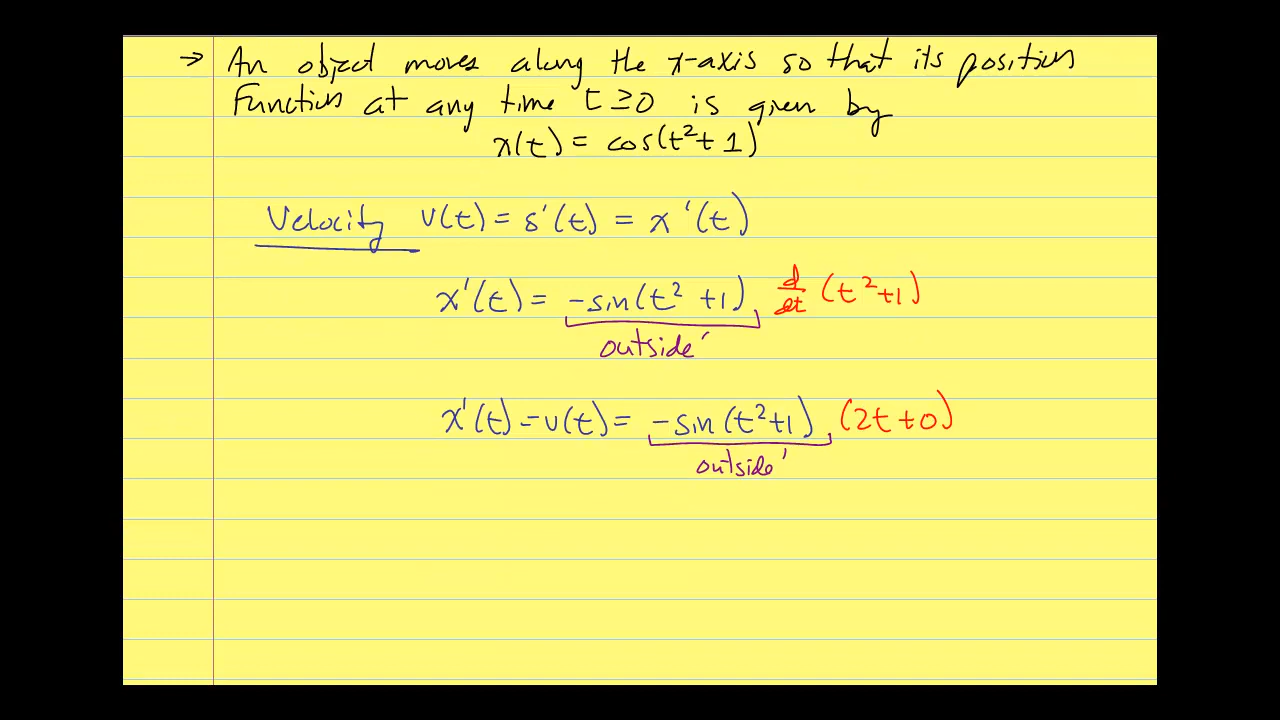 → An object moves along the x-axis so that its position
Function at any time t ≥ 0 is given by
x(t) = cos(t² + 1)
Velocity v(t) = s'(t) = x'(t)
x'(t) = -sin(t² + 1) d/dt (t² + 1)
outside'
x'(t) = v(t) = -sin(t² + 1) (2t + 0)
outside'